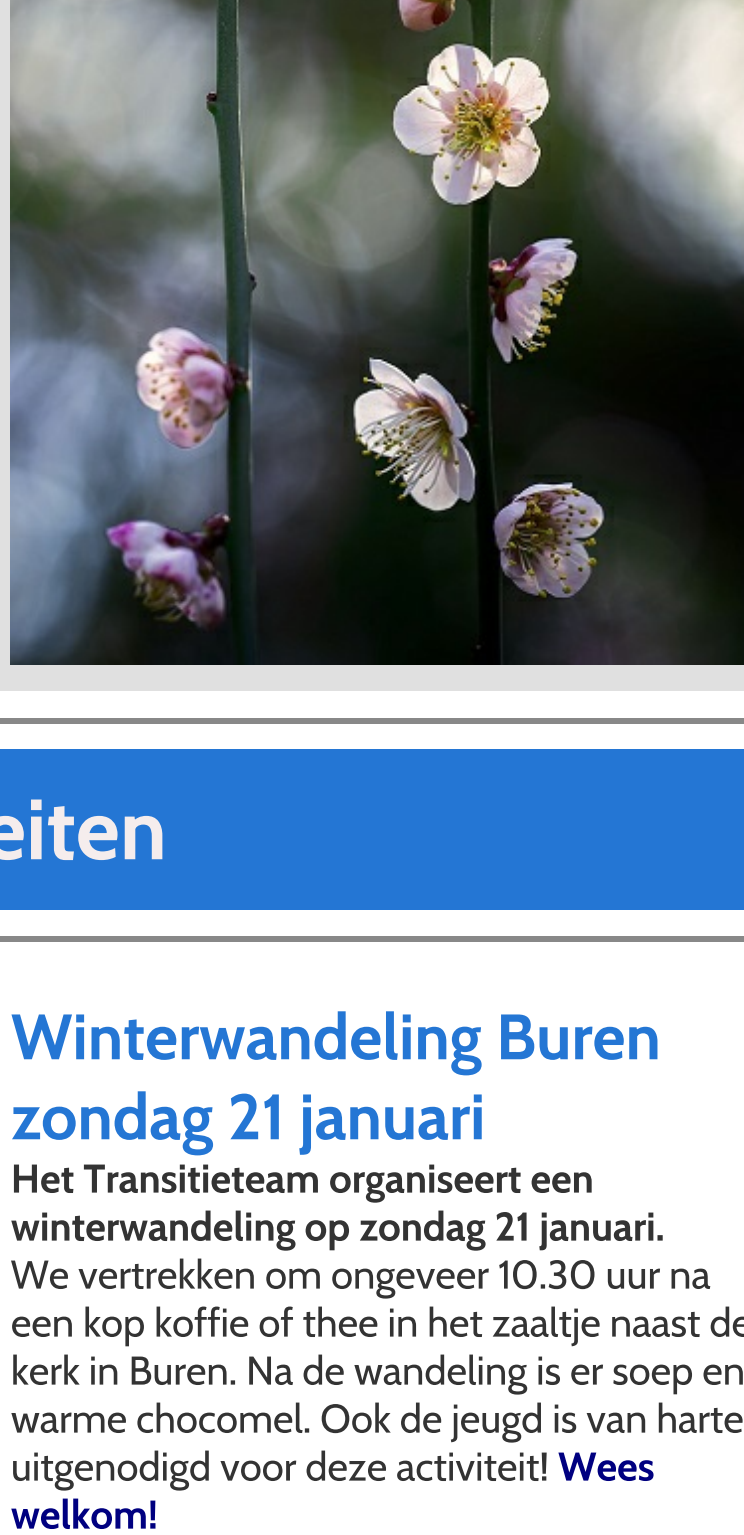 eiten
Winterwandeling Buren
zondag 21 januari
Het Transitieteam organiseert een
winterwandeling op zondag 21 januari.
We vertrekken om ongeveer 10.30 uur na
een kop koffie of thee in het zaaltje naast de
kerk in Buren. Na de wandeling is er soep en
warme chocomel. Ook de jeugd is van harte
uitgenodigd voor deze activiteit! Wees
welkom!